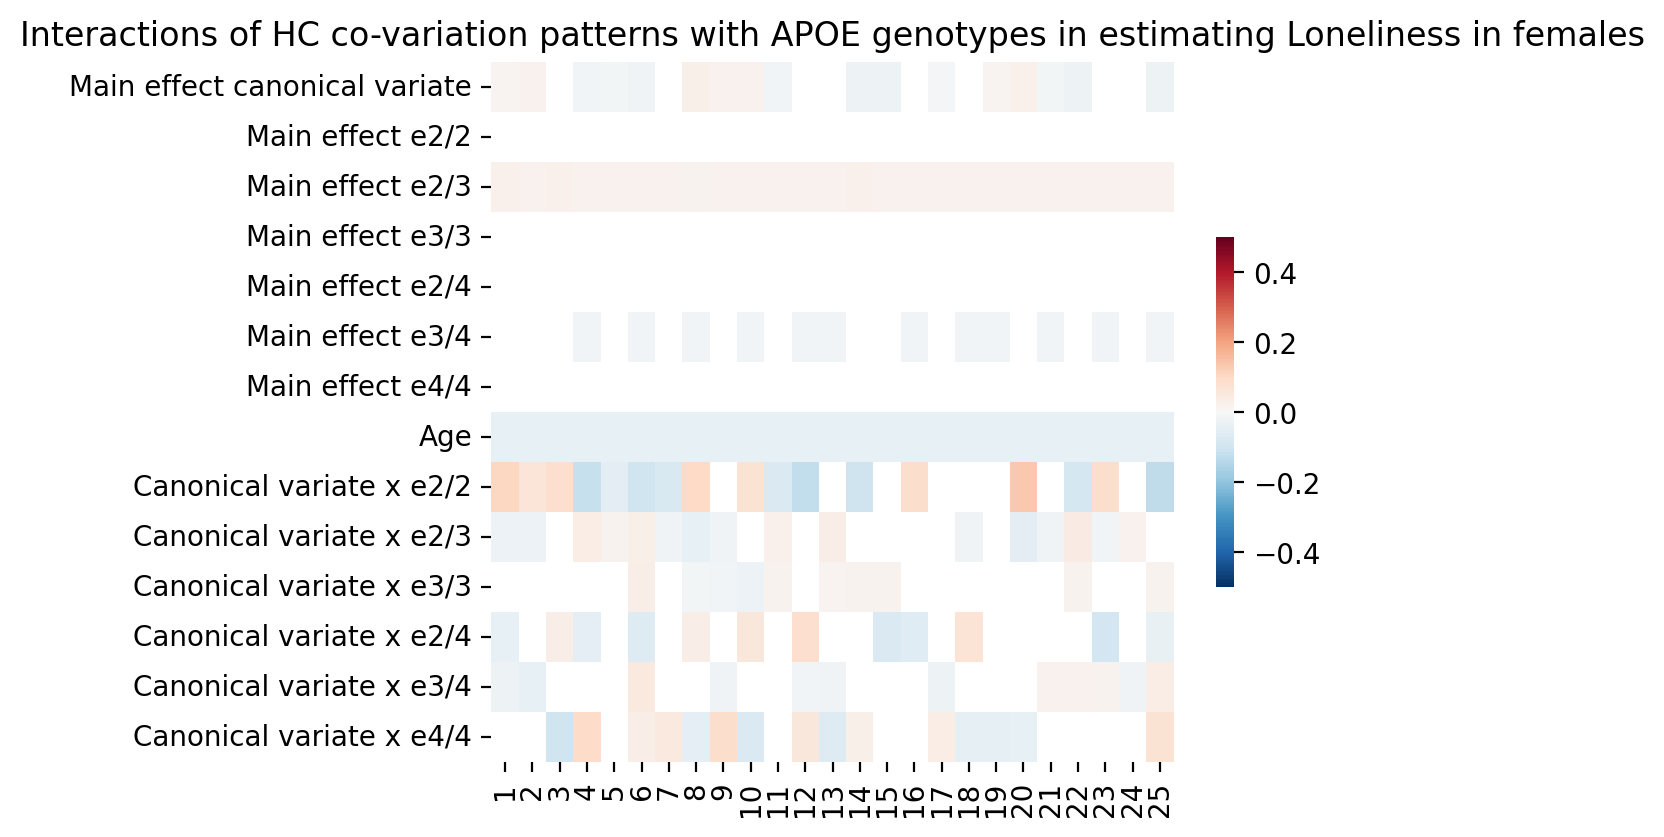 Interactions of HC co-variation patterns with APOE genotypes in estimating Loneliness in females
Main effect canonical variate
Main effect e2/2
Main effect e2/3
Main effect e3/3
Main effect e2/4
Main effect e3/4
Main effect e4/4
Age
Canonical variate x e2/2
Canonical variate x e2/3
Canonical variate x e3/3
Canonical variate x e2/4
Canonical variate x e3/4
Canonical variate x e4/4
1 2 3 4 5 6 7 8 9 10 11 12 13 14 15 16 17 18 19 20 21 22 23 24 25
0.4
0.2
0.0
−0.2
−0.4